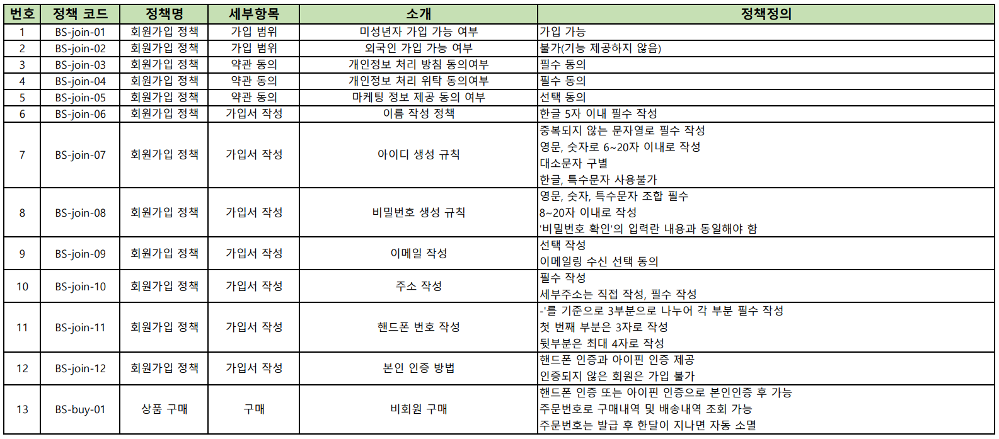 번호 정책 코드 정책명 세부항목 소개 정책정의
1 BS-join-01 회원가입 정책 가입 범위 미성년자 가입 가능 여부 가입 가능
2 BS-join-02 회원가입 정책 가입 범위 외국인 가입 가능 여부 불가(기능 제공하지 않음)
3 BS-join-03 회원가입 정책 약관 동의 개인정보 처리 방침 동의여부 필수 동의
4 BS-join-04 회원가입 정책 약관 동의 개인정보 처리 위탁 동의여부 필수 동의
5 BS-join-05 회원가입 정책 약관 동의 마케팅 정보 제공 동의 여부 선택 동의
6 BS-join-06 회원가입 정책 가입서 작성 이름 작성 정책 한글 5자 이내 필수 작성
7 BS-join-07 회원가입 정책 가입서 작성 아이디 생성 규칙 중복되지 않는 문자열로 필수 작성
영문, 숫자로 6~20자 이내로 작성
대소문자 구별
한글, 특수문자 사용불가
8 BS-join-08 회원가입 정책 가입서 작성 비밀번호 생성 규칙 영문, 숫자, 특수문자 조합 필수
8~20자 이내로 작성
'비밀번호 확인'의 입력란 내용과 동일해야 함
9 BS-join-09 회원가입 정책 가입서 작성 이메일 작성 선택 작성
이메일링 수신 선택 동의
10 BS-join-10 회원가입 정책 가입서 작성 주소 작성 필수 작성
세부주소는 직접 작성, 필수 작성
11 BS-join-11 회원가입 정책 가입서 작성 핸드폰 번호 작성 -'를 기준으로 3부분으로 나누어 각 부분 필수 작성
첫 번째 부분은 3자로 작성
뒷부분은 최대 4자로 작성
12 BS-join-12 회원가입 정책 가입서 작성 본인 인증 방법 핸드폰 인증과 아이핀 인증 제공
인증되지 않은 회원은 가입 불가
13 BS-buy-01 상품 구매 구매 비회원 구매 핸드폰 인증 또는 아이핀 인증으로 본인인증 후 가능
주문번호로 구매내역 및 배송내역 조회 가능
주문번호는 발급 후 한달이 지나면 자동 소멸